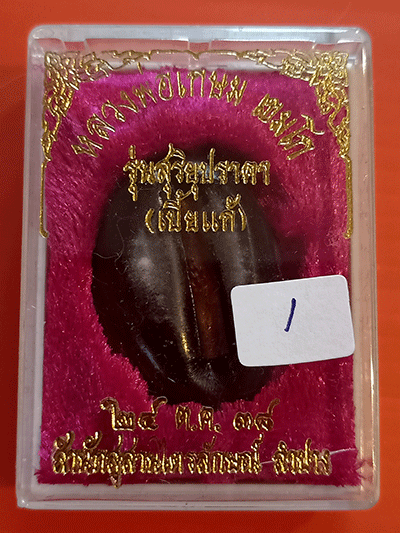 หลวงพ่อเกษม เขมโก
รุ่นสุริยุปราคา
(เบี้ยแก้)
1
๒๔ ต.ค. ๓๘
สำนักสุสานไตรลักษณ์ ลำปาง